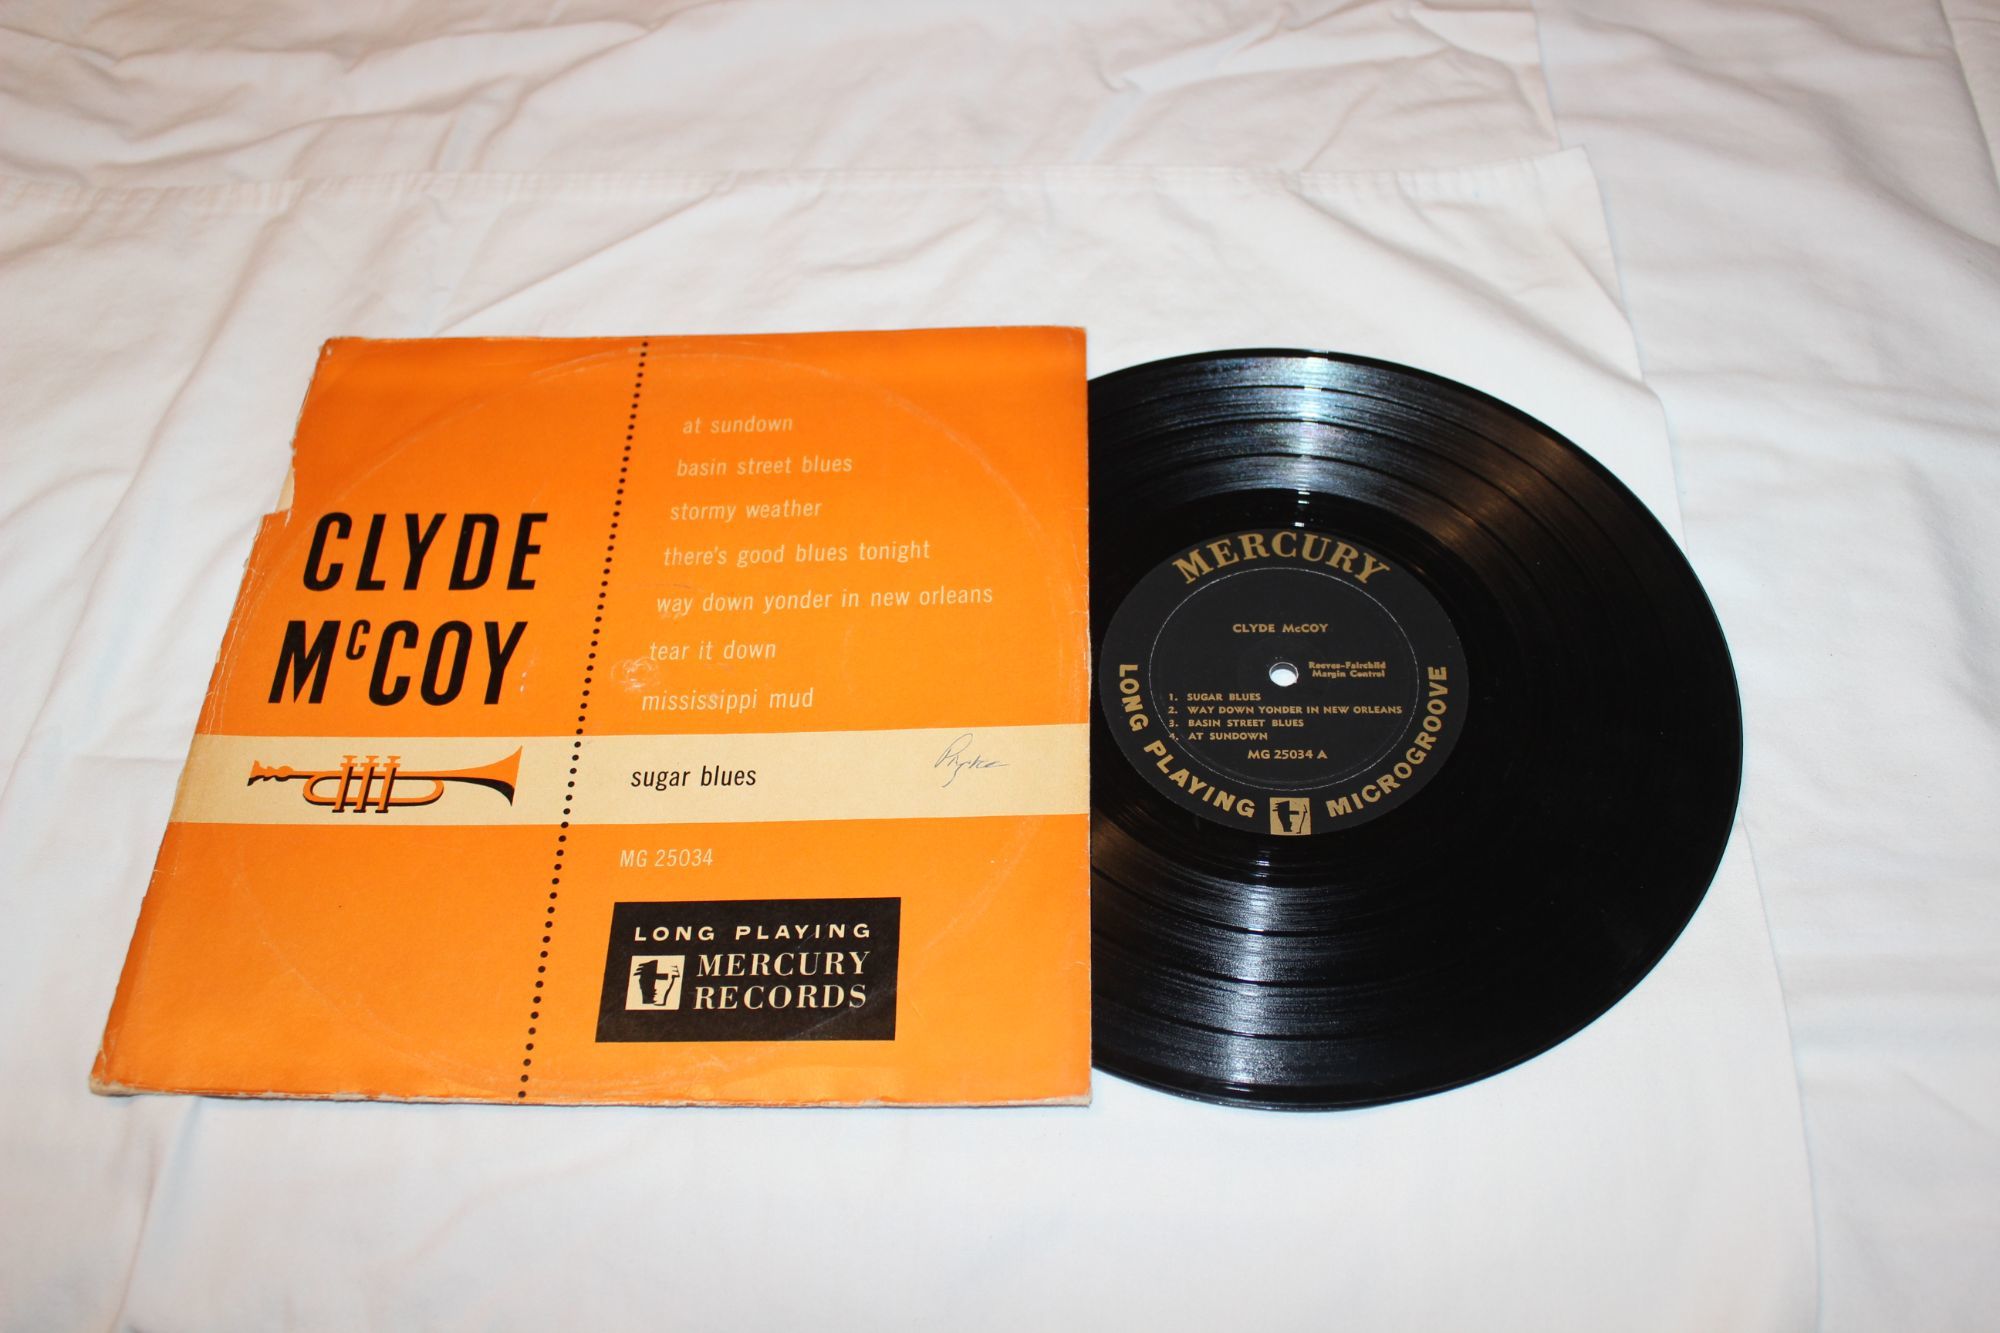 CLYDE
McCOY
at sundown
basin street blues
stormy weather
there's good blues tonight
way down yonder in new orleans
tear it down
mississippi mud
sugar blues
MG 25034
LONG PLAYING
MERCURY
RECORDS
MERCURY
CLYDE McCOY
Reeves-Fairchild
Margin Control
1. SUGAR BLUES
2. WAY DOWN YONDER IN NEW ORLEANS
3. BASIN STREET BLUES
4. AT SUNDOWN
MG 25034 A
LONG PLAYING MICROGROOVE